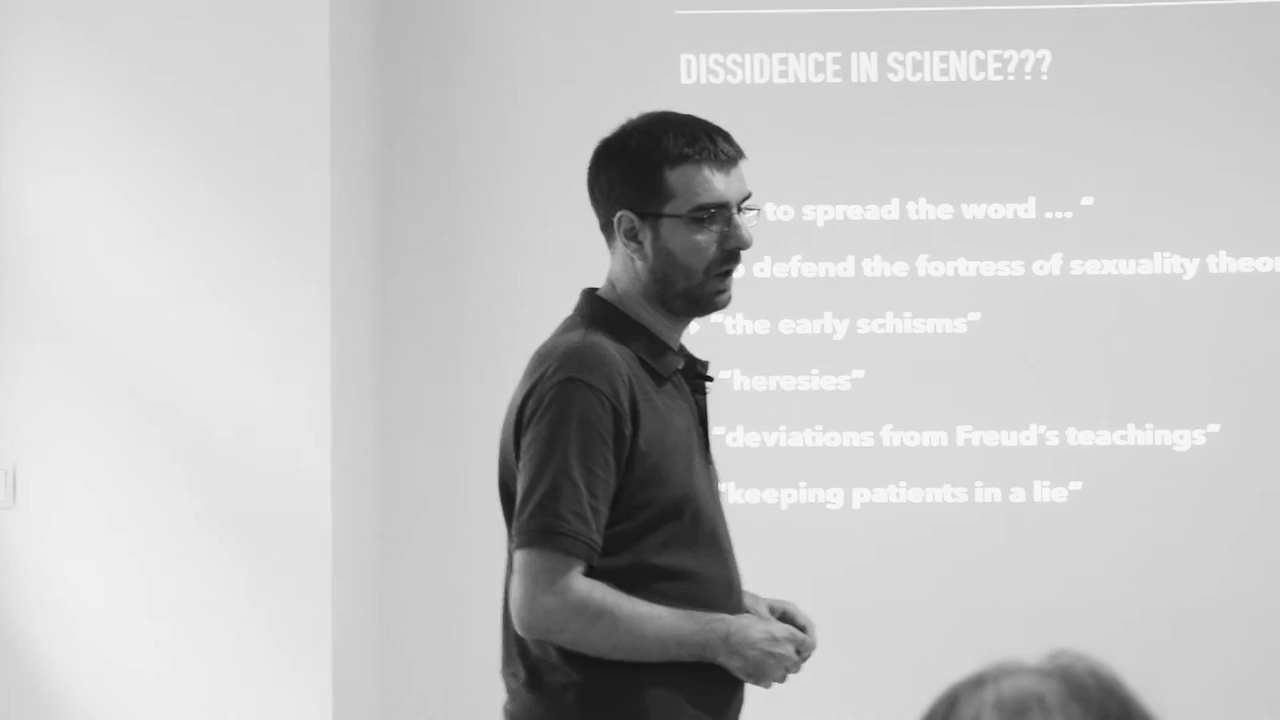 DISSIDENCE IN SCIENCE???
to spread the word ... “
defend the fortress of sexuality
“the early schisms“
“heresies“
“deviations from Freud’s teachings“
“keeping patients in a lie“